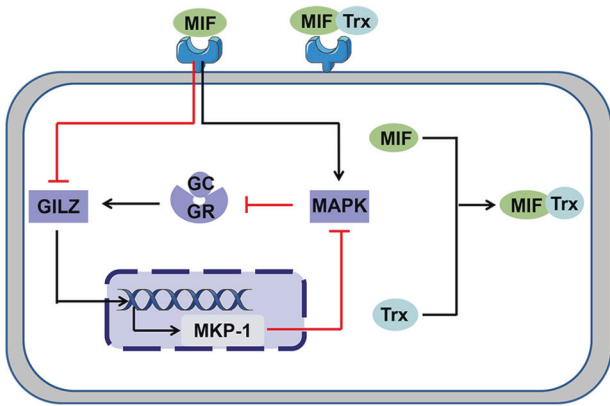 MIF
MIF Trx
MIF
GC
GR
GILZ
MAPK
MIF Trx
MKP-1
Trx